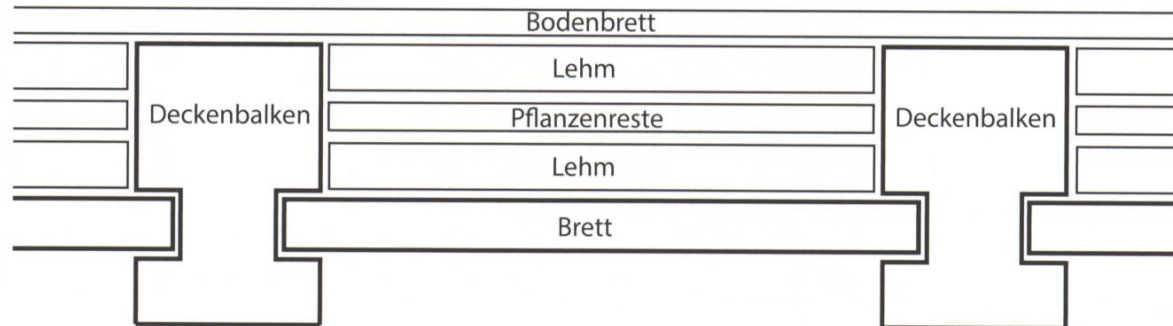 Bodenbrett
Lehm
Deckenbalken
Pflanzenreste
Deckenbalken
Lehm
Brett